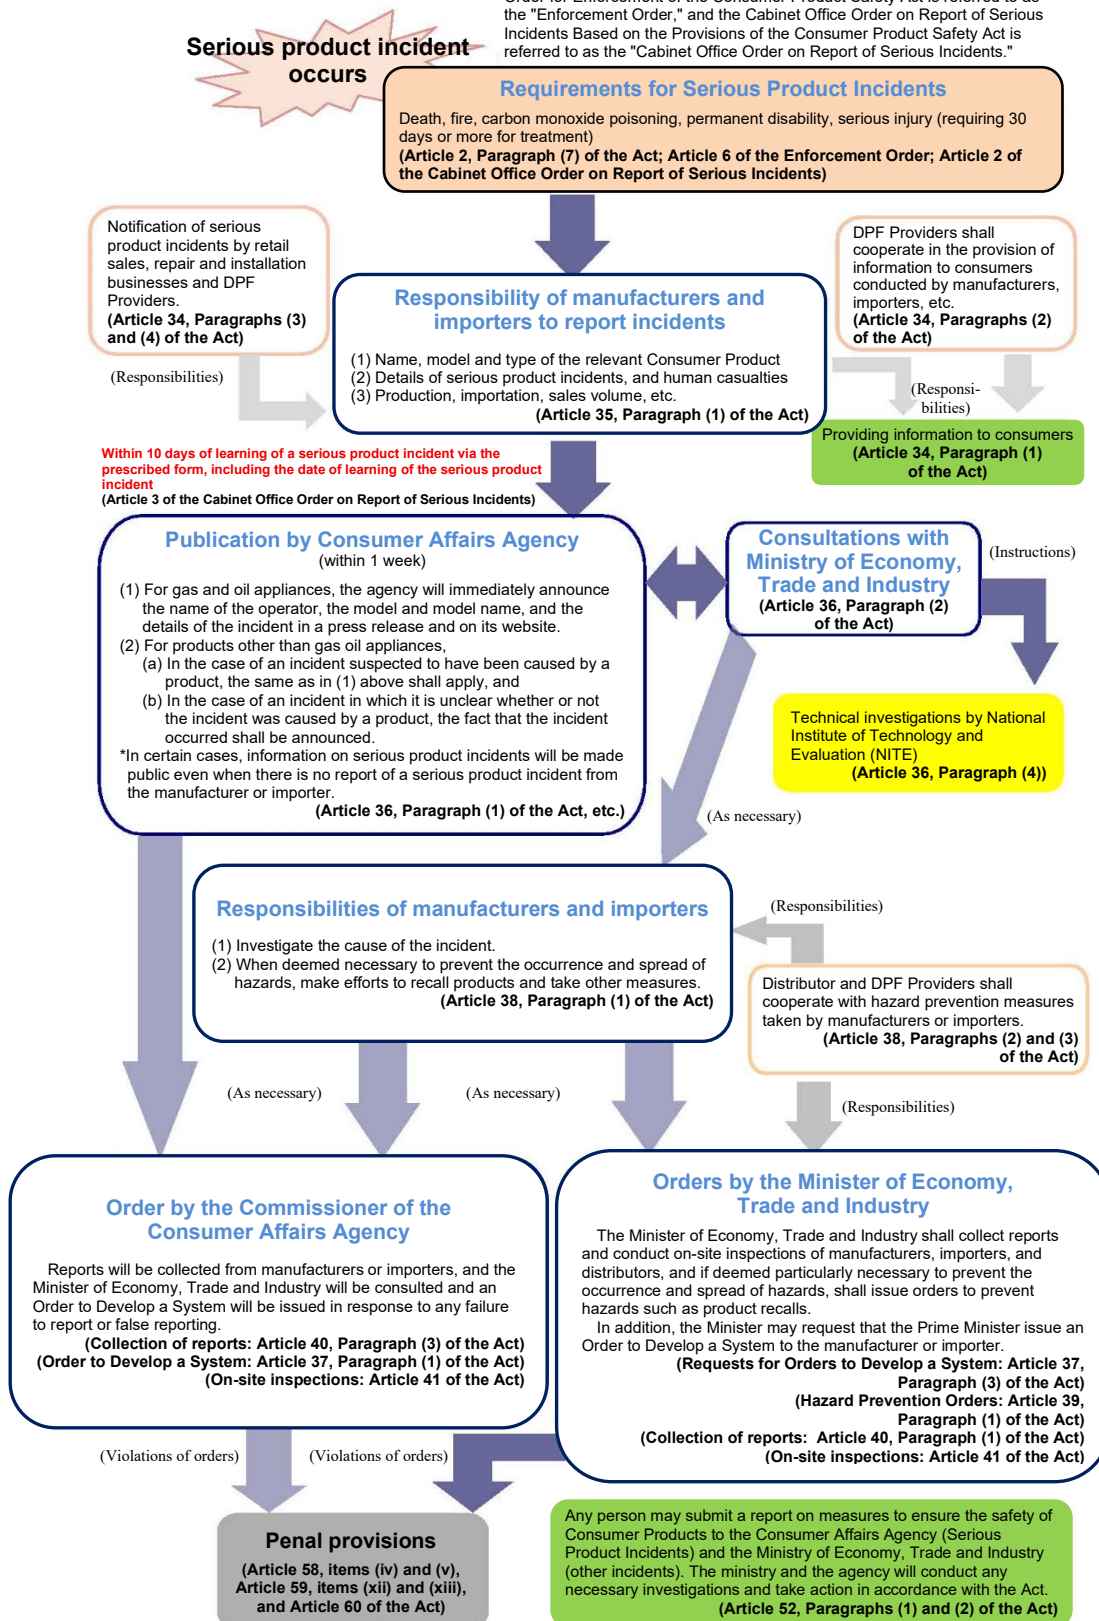 Order for Enforcement of the Consumer Product Safety Act is referred to as
the "Enforcement Order," and the Cabinet Office Order on Report of Serious
Incidents Based on the Provisions of the Consumer Product Safety Act is
referred to as the "Cabinet Office Order on Report of Serious Incidents."
Serious product incident
occurs
Requirements for Serious Product Incidents
Death, fire, carbon monoxide poisoning, permanent disability, serious injury (requiring 30
days or more for treatment)
(Article 2, Paragraph (7) of the Act; Article 6 of the Enforcement Order; Article 2 of
the Cabinet Office Order on Report of Serious Incidents)
Notification of serious
product incidents by retail
sales, repair and installation
businesses and DPF
Providers.
(Article 34, Paragraphs (3)
and (4) of the Act)
(Responsibilities)
Responsibility of manufacturers and
importers to report incidents
(1) Name, model and type of the relevant Consumer Product
(2) Details of serious product incidents, and human casualties
(3) Production, importation, sales volume, etc.
(Article 35, Paragraph (1) of the Act)
DPF Providers shall
cooperate in the provision of
information to consumers
conducted by manufacturers,
importers, etc.
(Article 34, Paragraphs (2)
of the Act)
(Responsi-
bilities)
Providing information to consumers
(Article 34, Paragraph (1)
of the Act)
Within 10 days of learning of a serious product incident via the
prescribed form, including the date of learning of the serious product
incident
(Article 3 of the Cabinet Office Order on Report of Serious Incidents)
Publication by Consumer Affairs Agency
(within 1 week)
(1) For gas and oil appliances, the agency will immediately announce
the name of the operator, the model and model name, and the
details of the incident in a press release and on its website.
(2) For products other than gas oil appliances,
(a) In the case of an incident suspected to have been caused by a
product, the same as in (1) above shall apply, and
(b) In the case of an incident in which it is unclear whether or not
the incident was caused by a product, the fact that the incident
occurred shall be announced.
*In certain cases, information on serious product incidents will be made
public even when there is no report of a serious product incident from
the manufacturer or importer.
(Article 36, Paragraph (1) of the Act, etc.)
Consultations with
Ministry of Economy,
Trade and Industry
(Article 36, Paragraph (2)
of the Act)
(Instructions)
Technical investigations by National
Institute of Technology and
Evaluation (NITE)
(Article 36, Paragraph (4))
(As necessary)
Responsibilities of manufacturers and importers
(1) Investigate the cause of the incident.
(2) When deemed necessary to prevent the occurrence and spread of
hazards, make efforts to recall products and take other measures.
(Article 38, Paragraph (1) of the Act)
(Responsibilities)
Distributor and DPF Providers shall
cooperate with hazard prevention measures
taken by manufacturers or importers.
(Article 38, Paragraphs (2) and (3)
of the Act)
(As necessary)
(As necessary)
(Responsibilities)
Order by the Commissioner of the
Consumer Affairs Agency
Reports will be collected from manufacturers or importers, and the
Minister of Economy, Trade and Industry will be consulted and an
Order to Develop a System will be issued in response to any failure
to report or false reporting.
(Collection of reports: Article 40, Paragraph (3) of the Act)
(Order to Develop a System: Article 37, Paragraph (1) of the Act)
(On-site inspections: Article 41 of the Act)
Orders by the Minister of Economy,
Trade and Industry
The Minister of Economy, Trade and Industry shall collect reports
and conduct on-site inspections of manufacturers, importers, and
distributors, and if deemed particularly necessary to prevent the
occurrence and spread of hazards, shall issue orders to prevent
hazards such as product recalls.
In addition, the Minister may request that the Prime Minister issue an
Order to Develop a System to the manufacturer or importer.
(Requests for Orders to Develop a System: Article 37,
Paragraph (3) of the Act)
(Hazard Prevention Orders: Article 39,
Paragraph (1) of the Act)
(Collection of reports: Article 40, Paragraph (1) of the Act)
(On-site inspections: Article 41 of the Act)
(Violations of orders)
(Violations of orders)
Penal provisions
(Article 58, items (iv) and (v),
Article 59, items (xii) and (xiii),
and Article 60 of the Act)
Any person may submit a report on measures to ensure the safety of
Consumer Products to the Consumer Affairs Agency (Serious
Product Incidents) and the Ministry of Economy, Trade and Industry
(other incidents). The ministry and the agency will conduct any
necessary investigations and take action in accordance with the Act.
(Article 52, Paragraphs (1) and (2) of the Act)